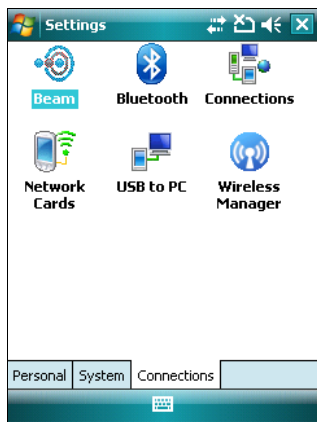 Settings
Beam
Bluetooth
Connections
Network
Cards
USB to PC
Wireless
Manager
Personal System Connections